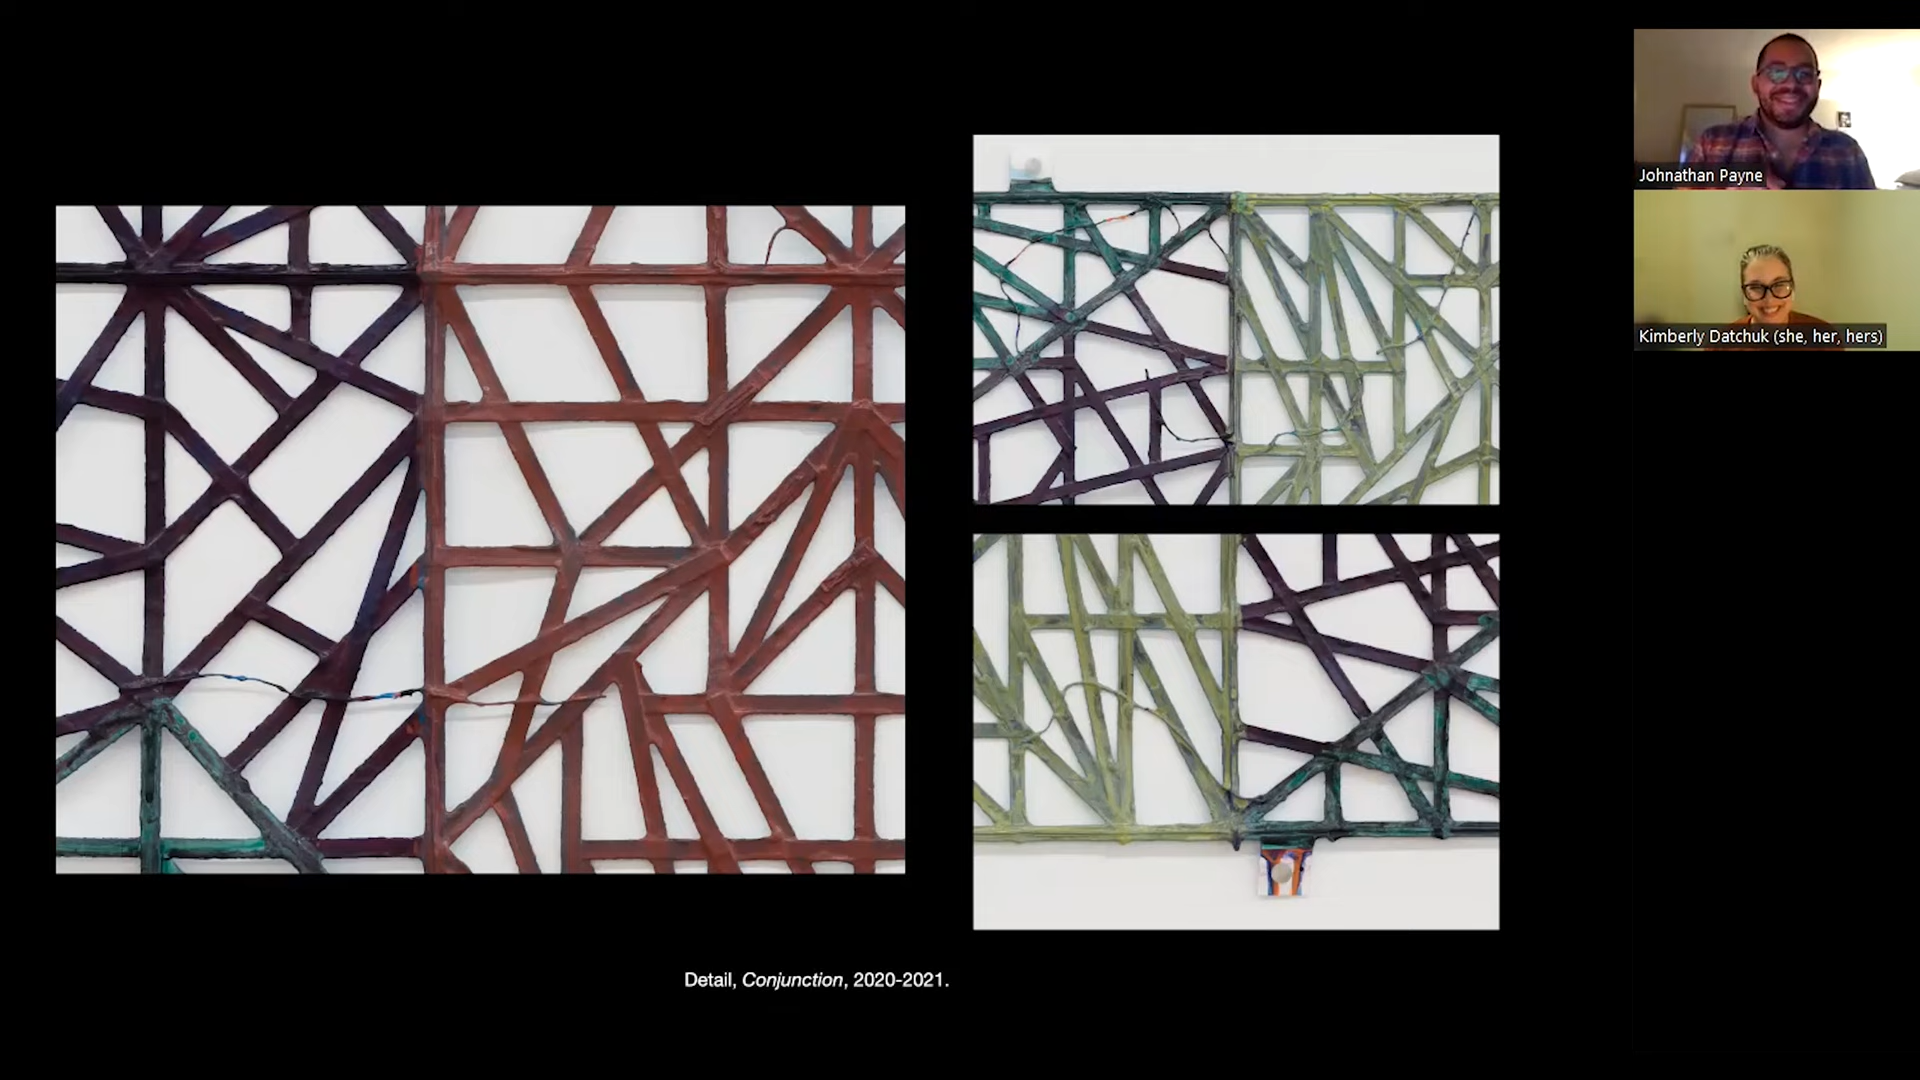 Johnathan Payne
Kimberly Datchuk (she, her, hers)
Detail, Conjunction, 2020-2021.